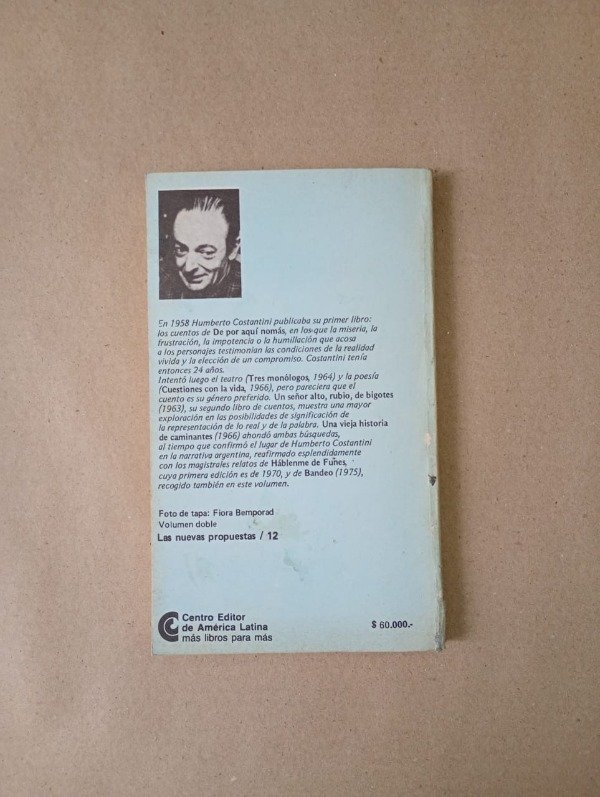 En 1958 Humberto Costantini publicaba su primer libro:
los cuentos de De por aquí nomás, en los que la miseria, la
frustración, la impotencia o la humillación que acosa
a los personajes testimonian las condiciones de la realidad
vivida y la elección de un compromiso. Costantini tenía
entonces 24 años.
Intentó luego el teatro (Tres monólogos, 1964) y la poesía
(Cuestiones con la vida, 1966), pero pareciera que el
cuento es su género preferido. Un señor alto, rubio, de bigotes
(1963), su segundo libro de cuentos, muestra una mayor
exploración en las posibilidades de significación de
la representación de lo real y de la palabra. Una vieja historia
de caminantes (1966) ahondó ambas búsquedas,
al tiempo que confirmó el lugar de Humberto Costantini
en la narrativa argentina, reafirmado esplendidamente
con los magistrales relatos de Háblenme de Funes,
cuya primera edición es de 1970, y de Bandeo (1975),
recogido también en este volumen.
Foto de tapa: Fiora Bemporad
Volumen doble
Las nuevas propuestas / 12
Centro Editor
de América Latina
más libros para más
$ 60.000.-